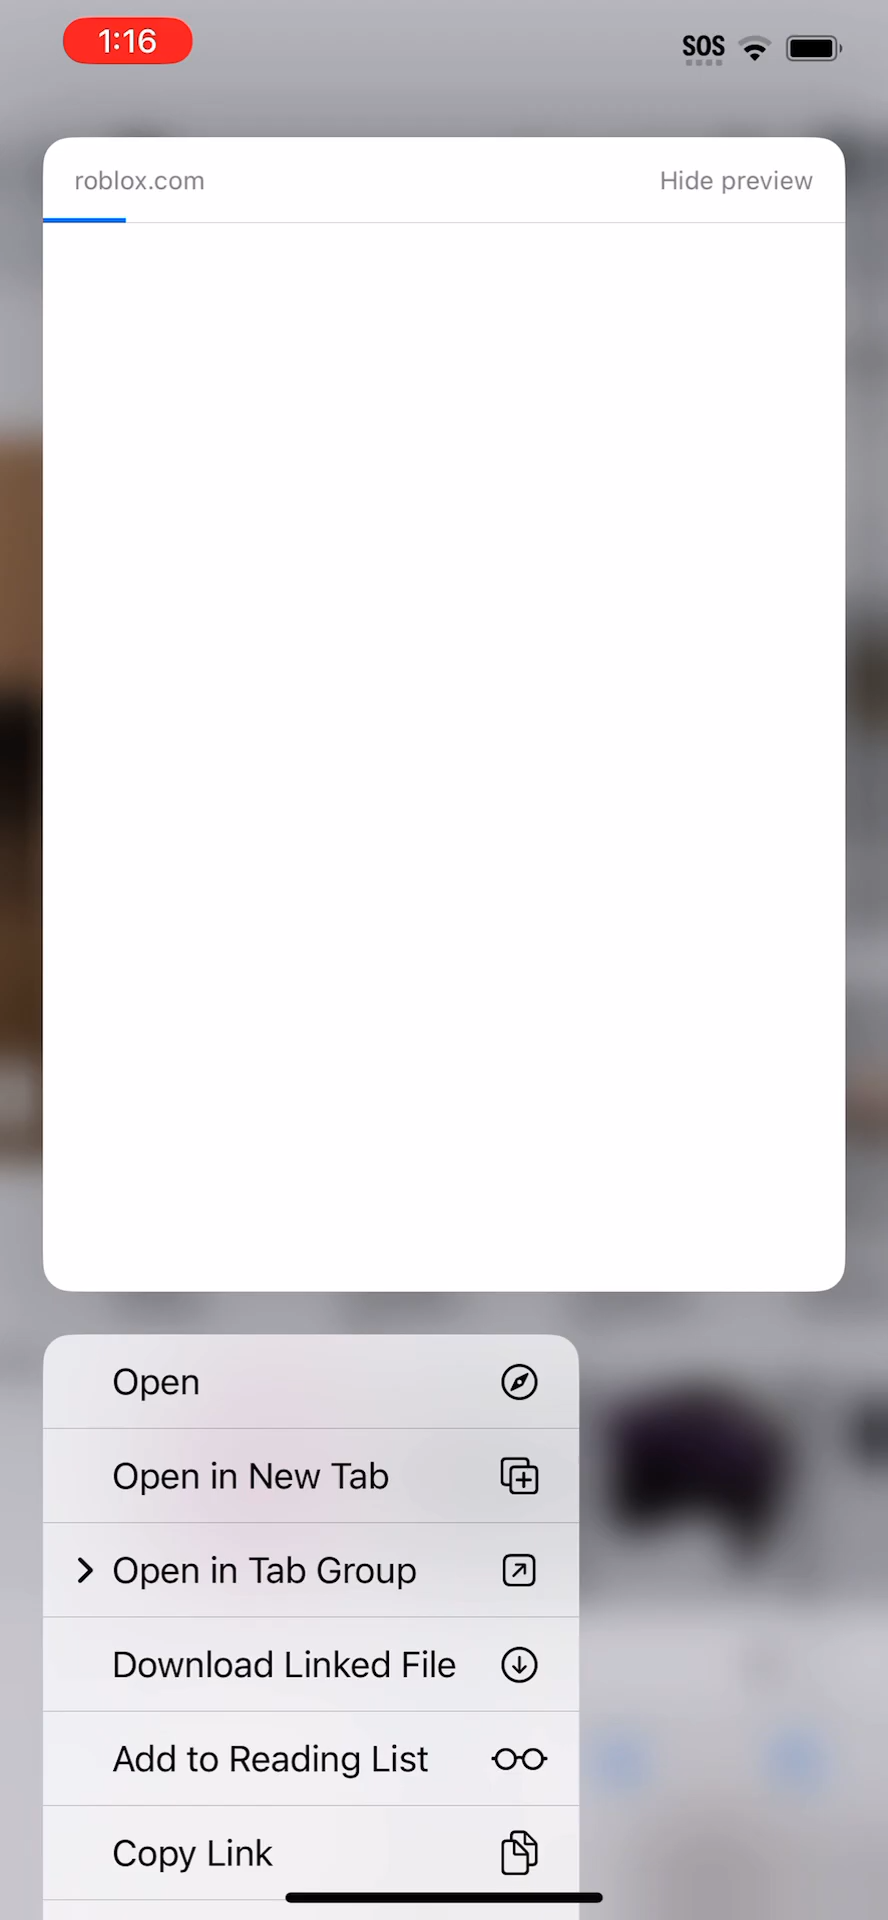 1:16
SOS
roblox.com
Hide preview
Open
Open in New Tab
Open in Tab Group
Download Linked File
Add to Reading List
Copy Link